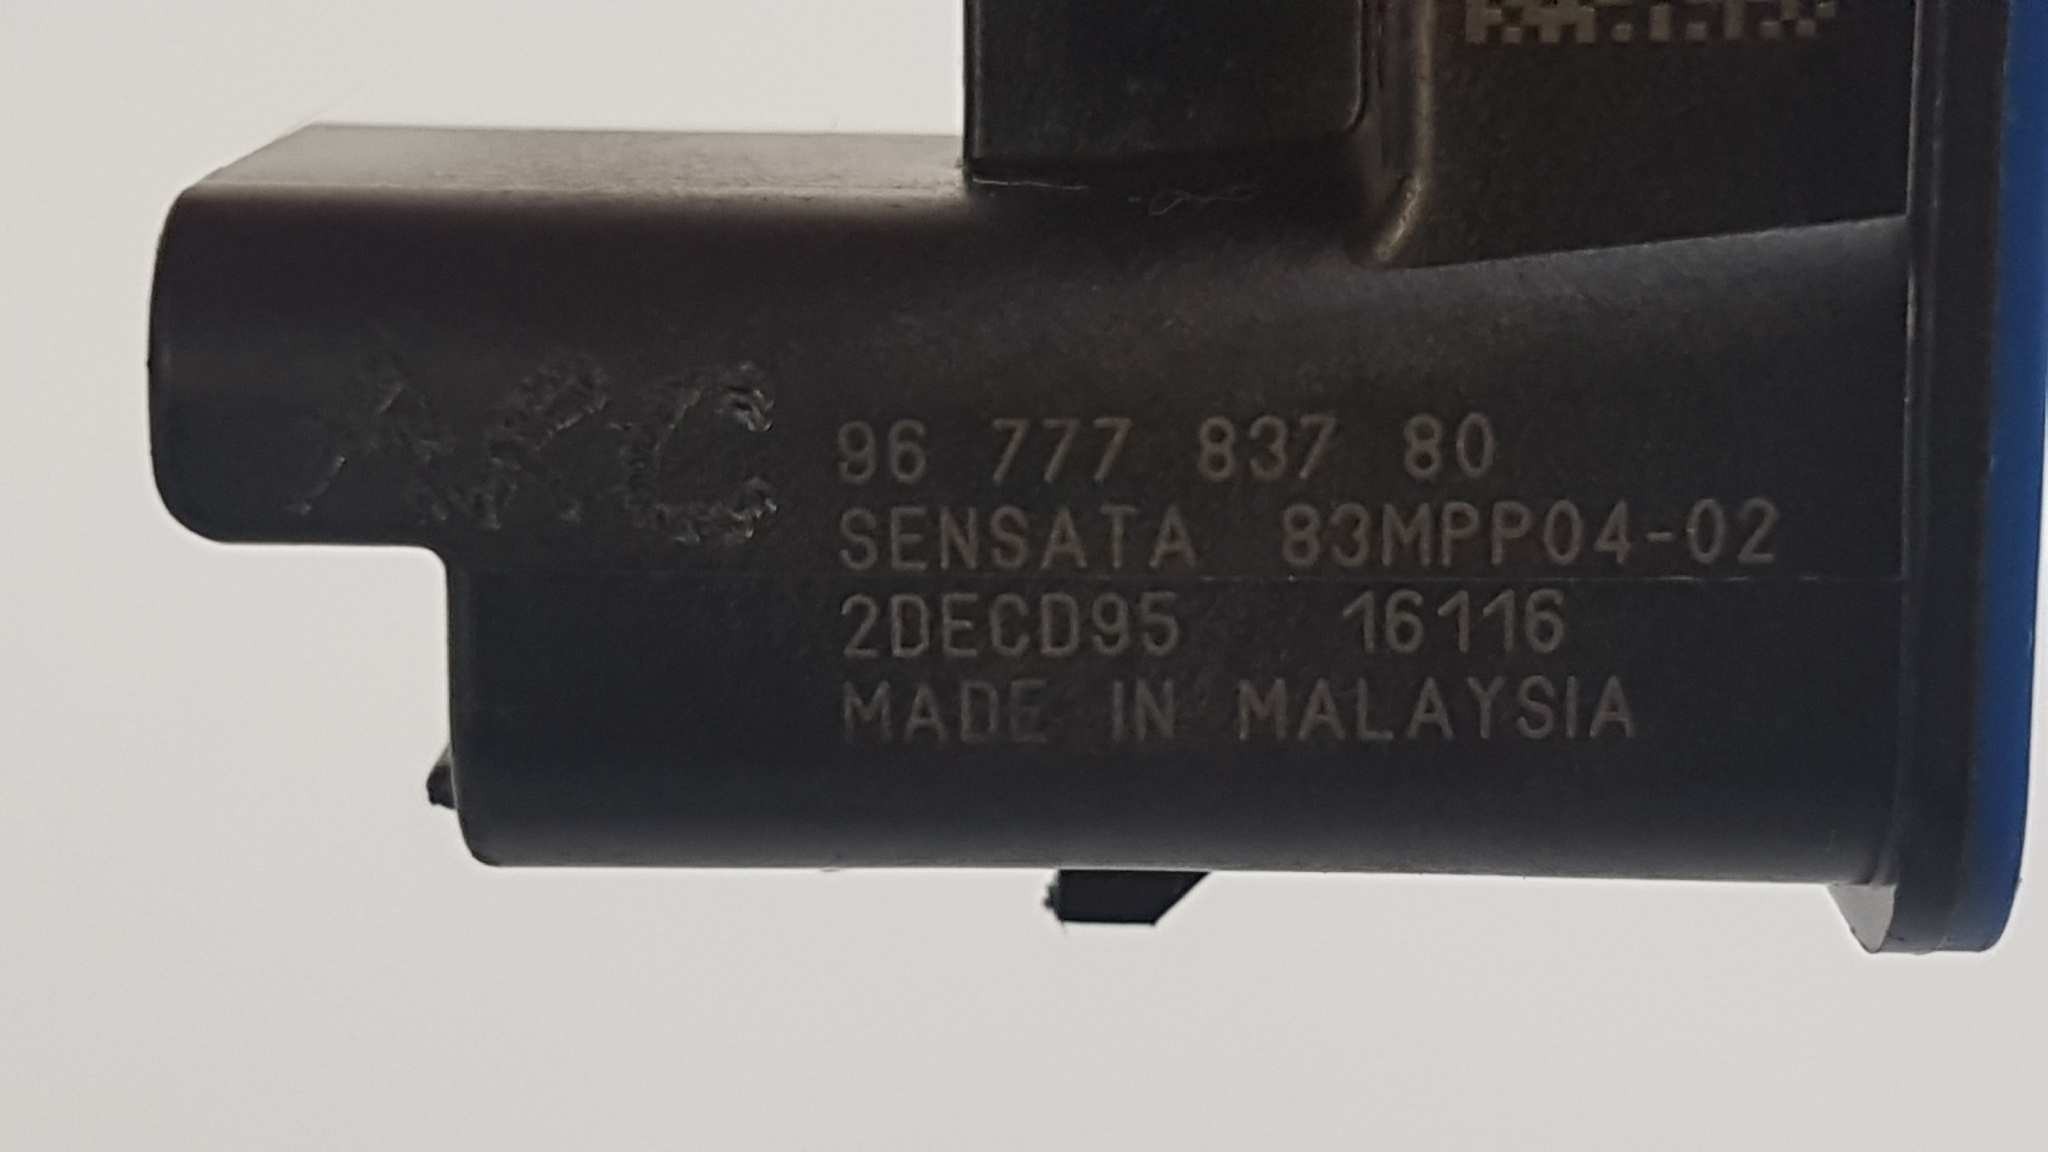 96 777 837 80
SENSATA 83MPP04-02
2DECD95 16116
MADE IN MALAYSIA